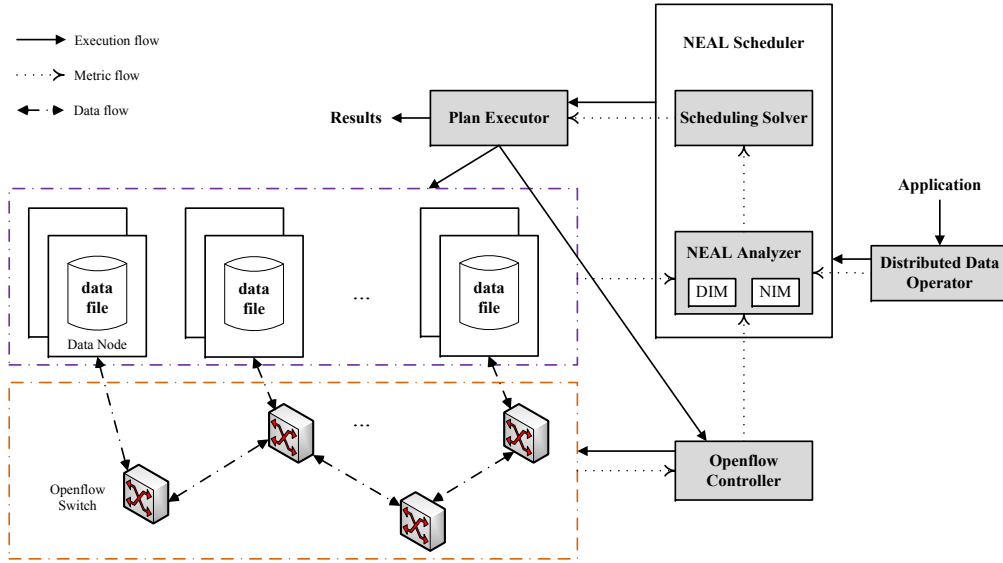 Execution flow
Metric flow
Data flow
NEAL Scheduler
Results
Plan Executor
Scheduling Solver
Application
NEAL Analyzer
DIM
NIM
Distributed Data
Operator
data
file
Data Node
data
file
...
data
file
...
Openflow
Switch
Openflow
Controller